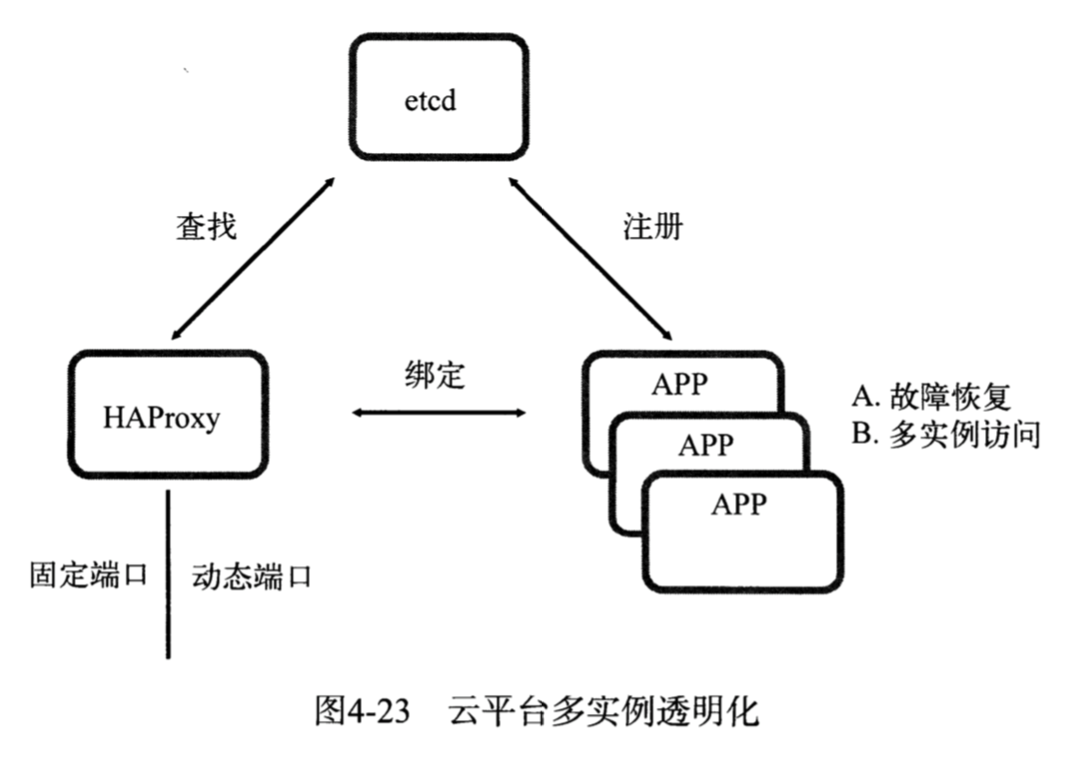 etcd
查找
注册
HAProxy
绑定
APP
APP
APP
A. 故障恢复
B. 多实例访问
固定端口
动态端口
图4-23 云平台多实例透明化